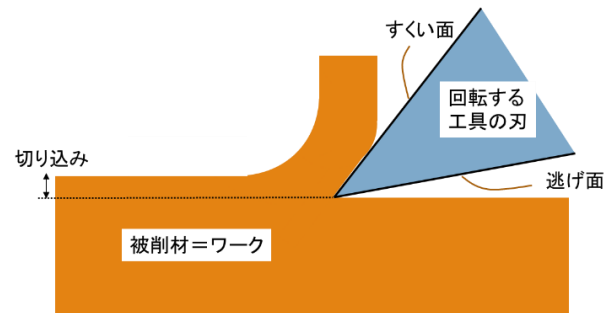 すくい面
回転する
工具の刃
切り込み
逃げ面
被削材＝ワーク